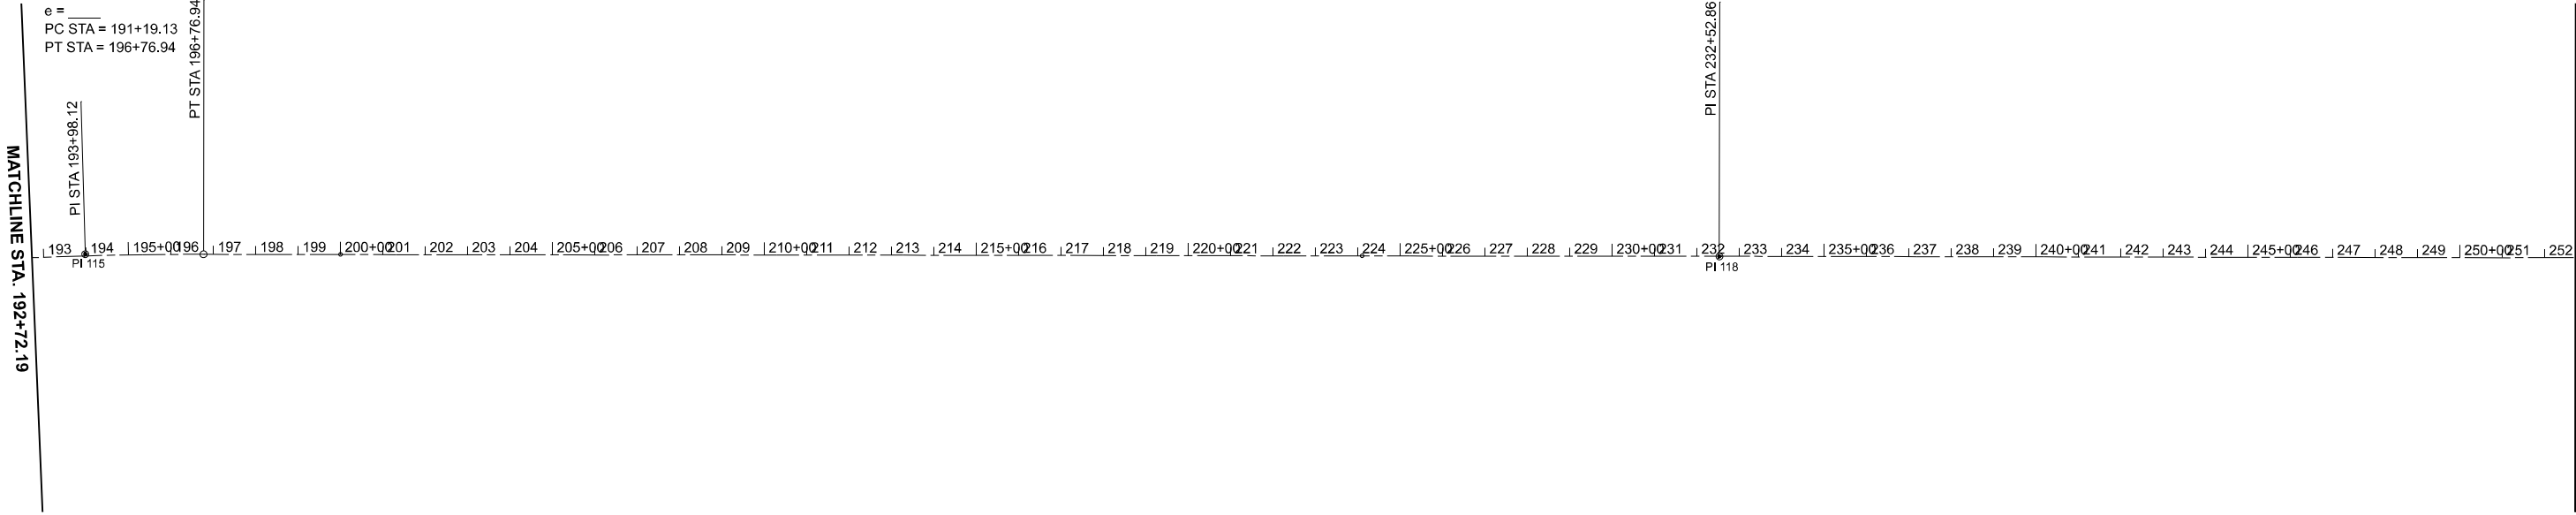 e = ____
PC STA = 191+19.13
PT STA = 196+76.94
PT STA 196+76.94
PI STA 193+98.12
PI STA 232+52.86
MATCHLINE STA. 192+72.19
193 194 195+00 196 197 198 199 200+00 201 202 203 204 205+00 206 207 208 209 210+00 211 212 213 214 215+00 216 217 218 219 220+00 221 222 223 224 225+00 226 227 228 229 230+00 231 232 233 234 235+00 236 237 238 239 240+00 241 242 243 244 245+00 246 247 248 249 250+00 251 252
PI 115
PI 118